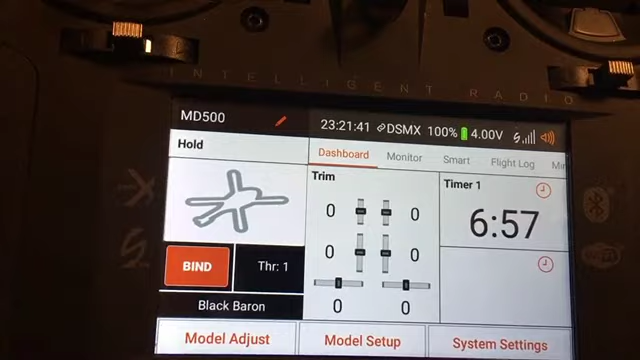 INTELLIGENT RADIO
MD500
23:21:41 DSMX 100% 4.00V
Hold
Dashboard Monitor Smart Flight Log
Trim
Timer 1
0 0
6:57
0 0
BIND
Thr: 1
0 0
Black Baron
Model Adjust
Model Setup
System Settings